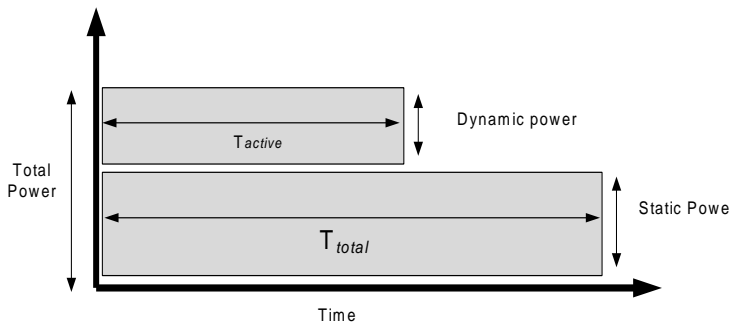 Dynamic power
Tactive
Total
Power
Static Powe
Ttotal
Time